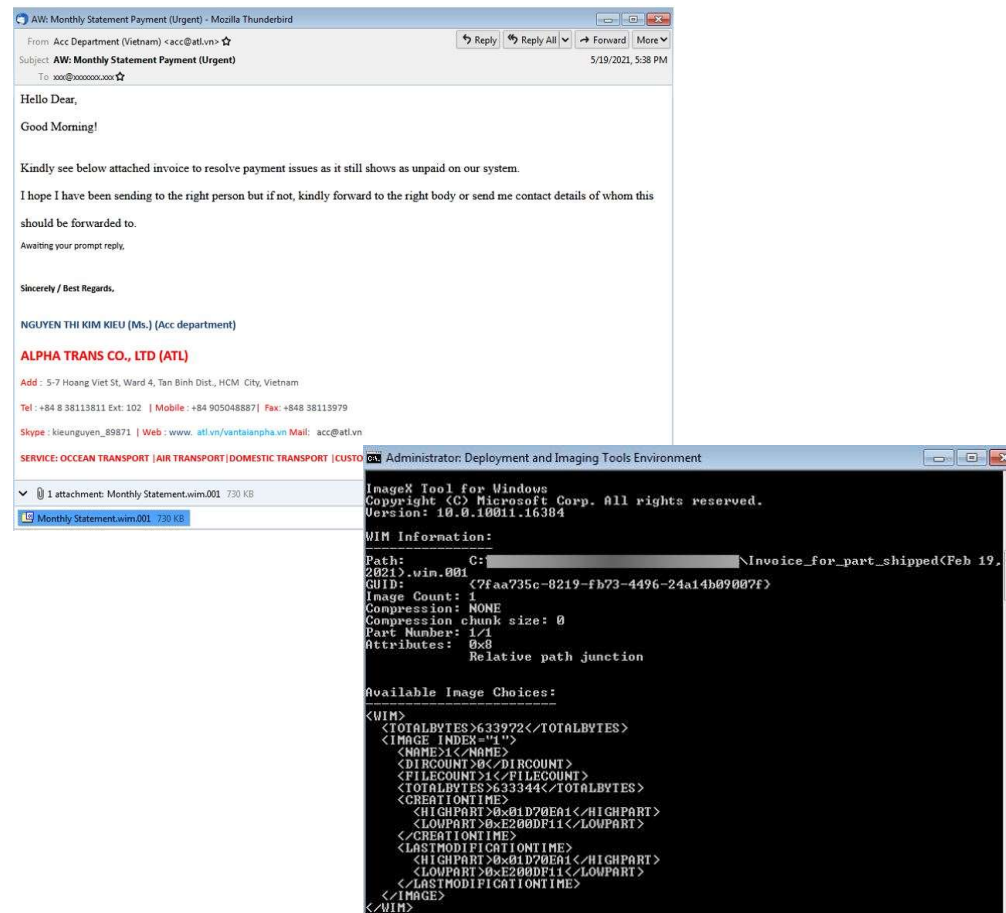 AW: Monthly Statement Payment (Urgent) - Mozilla Thunderbird
From Acc Department (Vietnam) <acc@atl.vn>
Reply Reply All Forward More
Subject AW: Monthly Statement Payment (Urgent)
5/19/2021, 5:38 PM
To xxx@xxxxxxx.xxx
Hello Dear,
Good Morning!
Kindly see below attached invoice to resolve payment issues as it still shows as unpaid on our system.
I hope I have been sending to the right person but if not, kindly forward to the right body or send me contact details of whom this
should be forwarded to.
Awaiting your prompt reply,
Sincerely / Best Regards,
NGUYEN THI KIM KIEU (Ms.) (Acc department)
ALPHA TRANS CO., LTD (ATL)
Add : 5-7 Hoang Viet St, Ward 4, Tan Binh Dist., HCM City, Vietnam
Tel : +84 8 38113811 Ext: 102 | Mobile : +84 905048887| Fax: +848 38113979
Skype : kieunguyen_89871 | Web : www. atl.vn/vantaianpha.vn Mail: acc@atl.vn
SERVICE: OCCEAN TRANSPORT |AIR TRANSPORT|DOMESTIC TRANSPORT |CUSTO
1 attachment: Monthly Statement.wim.001 730 KB
Monthly Statement.wim.001 730 KB
Administrator: Deployment and Imaging Tools Environment
ImageX Tool for Windows
Copyright (C) Microsoft Corp. All rights reserved.
Version: 10.0.10011.16384
WIM Information:
Path: C:\ \Invoice_for_part_shipped(Feb 19,
2021).wim.001
GUID: {7faa735c-8219-fb73-4496-24a14b09007f}
Image Count: 1
Compression: NONE
Compression chunk size: 0
Part Number: 1/1
Attributes: 0x8
Relative path junction
Available Image Choices:
<WIM>
<TOTALBYTES>633972</TOTALBYTES>
<IMAGE INDEX="1">
<NAME>1</NAME>
<DIRCOUNT>0</DIRCOUNT>
<FILECOUNT>1</FILECOUNT>
<TOTALBYTES>633344</TOTALBYTES>
<CREATIONTIME>
<HIGHPART>0x01D70EA1</HIGHPART>
<LOWPART>0xE200DF11</LOWPART>
</CREATIONTIME>
<LASTMODIFICATIONTIME>
<HIGHPART>0x01D70EA1</HIGHPART>
<LOWPART>0xE200DF11</LOWPART>
</LASTMODIFICATIONTIME>
</IMAGE>
</WIM>